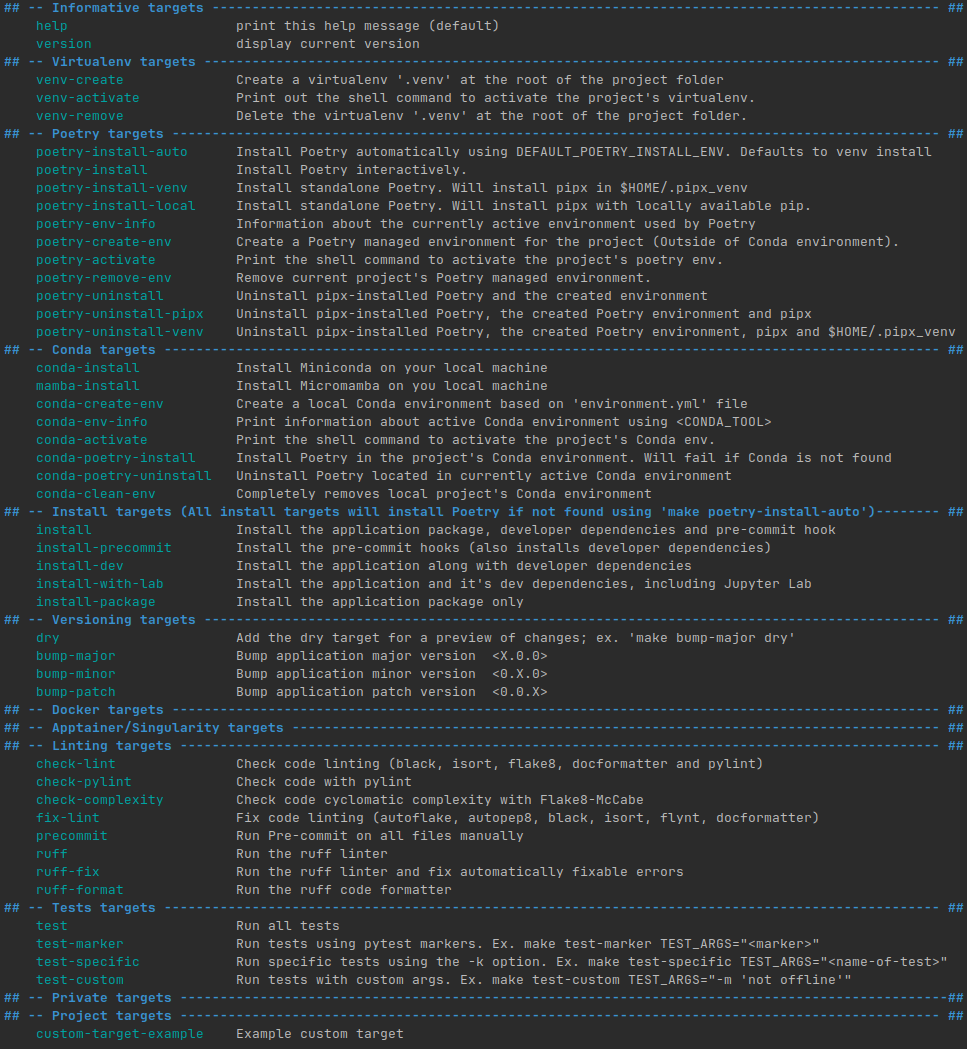 ## -- Informative targets ------------------------------------------------------------------------------------------- ##
help print this help message (default)
version display current version
## -- Virtualenv targets -------------------------------------------------------------------------------------------- ##
venv-create Create a virtualenv '.venv' at the root of the project folder
venv-activate Print out the shell command to activate the project's virtualenv.
venv-remove Delete the virtualenv '.venv' at the root of the project folder.
## -- Poetry targets ------------------------------------------------------------------------------------------------ ##
poetry-install-auto Install Poetry automatically using DEFAULT_POETRY_INSTALL_ENV. Defaults to venv install
poetry-install Install Poetry interactively.
poetry-install-venv Install standalone Poetry. Will install pipx in $HOME/.pipx_venv
poetry-install-local Install standalone Poetry. Will install pipx with locally available pip.
poetry-env-info Information about the currently active environment used by Poetry
poetry-create-env Create a Poetry managed environment for the project (Outside of Conda environment).
poetry-activate Print the shell command to activate the project's poetry env.
poetry-remove-env Remove current project's Poetry managed environment.
poetry-uninstall Uninstall pipx-installed Poetry and the created environment
poetry-uninstall-pipx Uninstall pipx-installed Poetry, the created Poetry environment and pipx
poetry-uninstall-venv Uninstall pipx-installed Poetry, the created Poetry environment, pipx and $HOME/.pipx_venv
## -- Conda targets ------------------------------------------------------------------------------------------------- ##
conda-install Install Miniconda on your local machine
mamba-install Install Micromamba on you local machine
conda-create-env Create a local Conda environment based on 'environment.yml' file
conda-env-info Print information about active Conda environment using <CONDA_TOOL>
conda-activate Print the shell command to activate the project's Conda env.
conda-poetry-install Install Poetry in the project's Conda environment. Will fail if Conda is not found
conda-poetry-uninstall Uninstall Poetry located in currently active Conda environment
conda-clean-env Completely removes local project's Conda environment
## -- Install targets (All install targets will install Poetry if not found using 'make poetry-install-auto')-------- ##
install Install the application package, developer dependencies and pre-commit hook
install-precommit Install the pre-commit hooks (also installs developer dependencies)
install-dev Install the application along with developer dependencies
install-with-lab Install the application and it's dev dependencies, including Jupyter Lab
install-package Install the application package only
## -- Versioning targets -------------------------------------------------------------------------------------------- ##
dry Add the dry target for a preview of changes; ex. 'make bump-major dry'
bump-major Bump application major version <X.0.0>
bump-minor Bump application minor version <0.X.0>
bump-patch Bump application patch version <0.0.X>
## -- Docker targets ------------------------------------------------------------------------------------------------ ##
## -- Apptainer/Singularity targets --------------------------------------------------------------------------------- ##
## -- Linting targets ----------------------------------------------------------------------------------------------- ##
check-lint Check code linting (black, isort, flake8, docformatter and pylint)
check-pylint Check code with pylint
check-complexity Check code cyclomatic complexity with Flake8-McCabe
fix-lint Fix code linting (autoflake, autopep8, black, isort, flynt, docformatter)
precommit Run Pre-commit on all files manually
ruff Run the ruff linter
ruff-fix Run the ruff linter and fix automatically fixable errors
ruff-format Run the ruff code formatter
## -- Tests targets ------------------------------------------------------------------------------------------------- ##
test Run all tests
test-marker Run tests using pytest markers. Ex. make test-marker TEST_ARGS="<marker>"
test-specific Run specific tests using the -k option. Ex. make test-specific TEST_ARGS="<name-of-test>"
test-custom Run tests with custom args. Ex. make test-custom TEST_ARGS="-m 'not offline'"
## -- Private targets ------------------------------------------------------------------------------------------------##
## -- Project targets ----------------------------------------------------------------------------------------------- ##
custom-target-example Example custom target